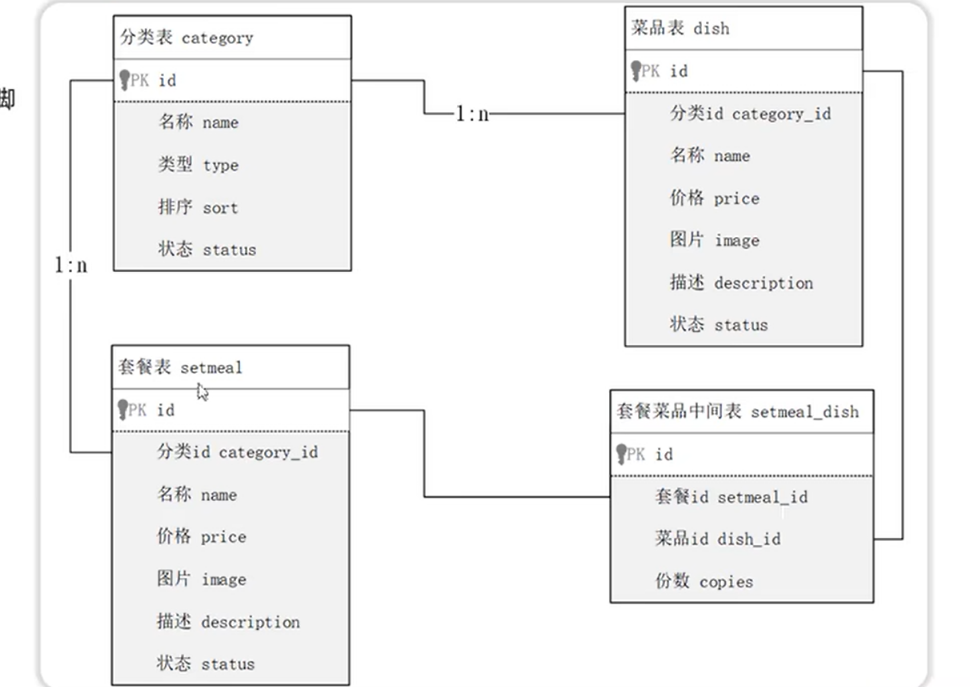 脚
分类表 category
PK id
名称 name
类型 type
排序 sort
状态 status
1:n
菜品表 dish
PK id
分类id category_id
名称 name
价格 price
图片 image
描述 description
状态 status
1:n
套餐表 setmeal
PK id
分类id category_id
名称 name
价格 price
图片 image
描述 description
状态 status
套餐菜品中间表 setmeal_dish
PK id
套餐id setmeal_id
菜品id dish_id
份数 copies